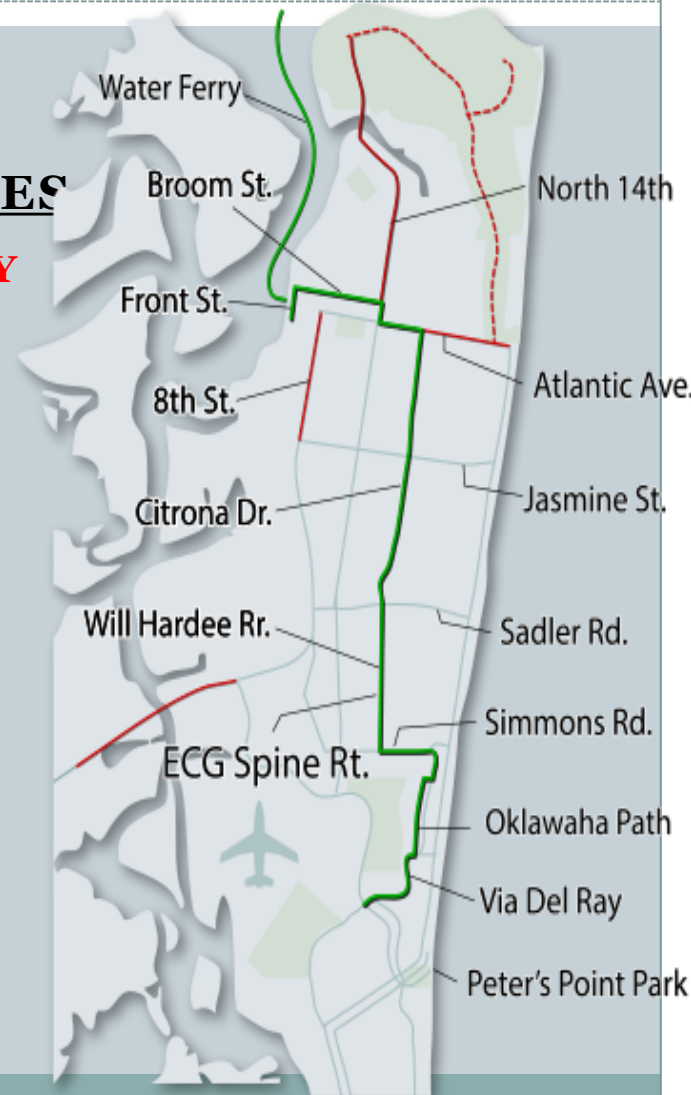 Water Ferry
Broom St.
ES
North 14th
Y
Front St.
Atlantic Ave.
8th St.
Jasmine St.
Citrona Dr.
Will Hardee Rr.
Sadler Rd.
Simmons Rd.
ECG Spine Rt.
Oklawaha Path
Via Del Ray
Peter's Point Park